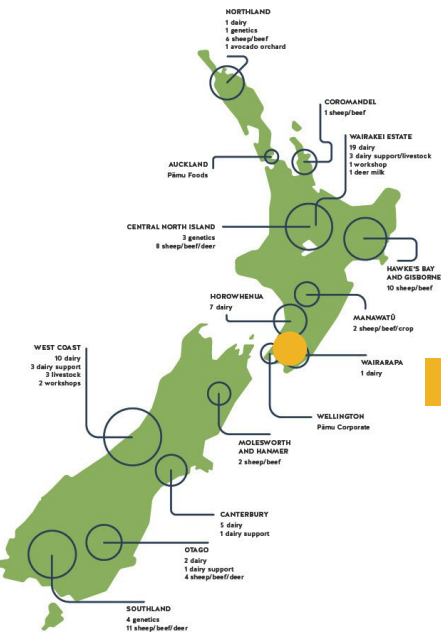 NORTHLAND
1 dairy
1 genetics
6 sheep/beef
1 avocado orchard
COROMANDEL
1 sheep/beef
WAIRAKEI ESTATE
19 dairy
3 dairy support/livestock
1 workshop
1 deer milk
AUCKLAND
Pāmu Foods
CENTRAL NORTH ISLAND
3 genetics
8 sheep/beef/deer
HAWKE'S BAY
AND GISBORNE
10 sheep/beef
HOROWHENUA
7 dairy
MANAWATŪ
2 sheep/beef/crop
WEST COAST
10 dairy
3 dairy support
3 livestock
2 workshops
WAIRARAPA
1 dairy
WELLINGTON
Pāmu Corporate
MOLESWORTH
AND HANMER
2 sheep/beef
CANTERBURY
5 dairy
1 dairy support
OTAGO
2 dairy
1 dairy support
4 sheep/beef/deer
SOUTHLAND
4 genetics
11 sheep/beef/deer